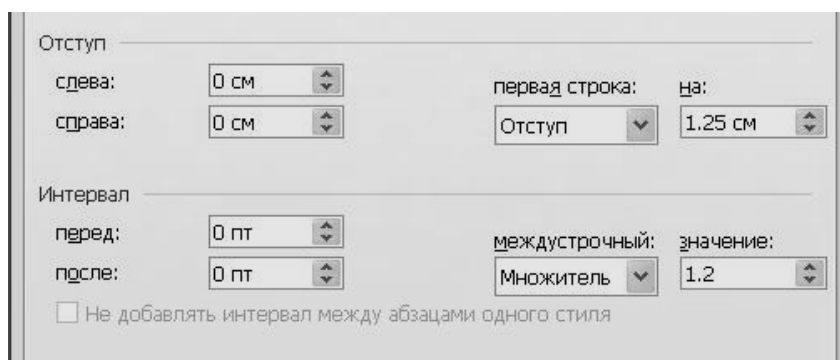 Отступ
слева: 0 см
справа: 0 см
первая строка: на:
Отступ 1.25 см
Интервал
перед: 0 пт
после: 0 пт
междустрочный: значение:
Множитель 1.2
Не добавлять интервал между абзацами одного стиля